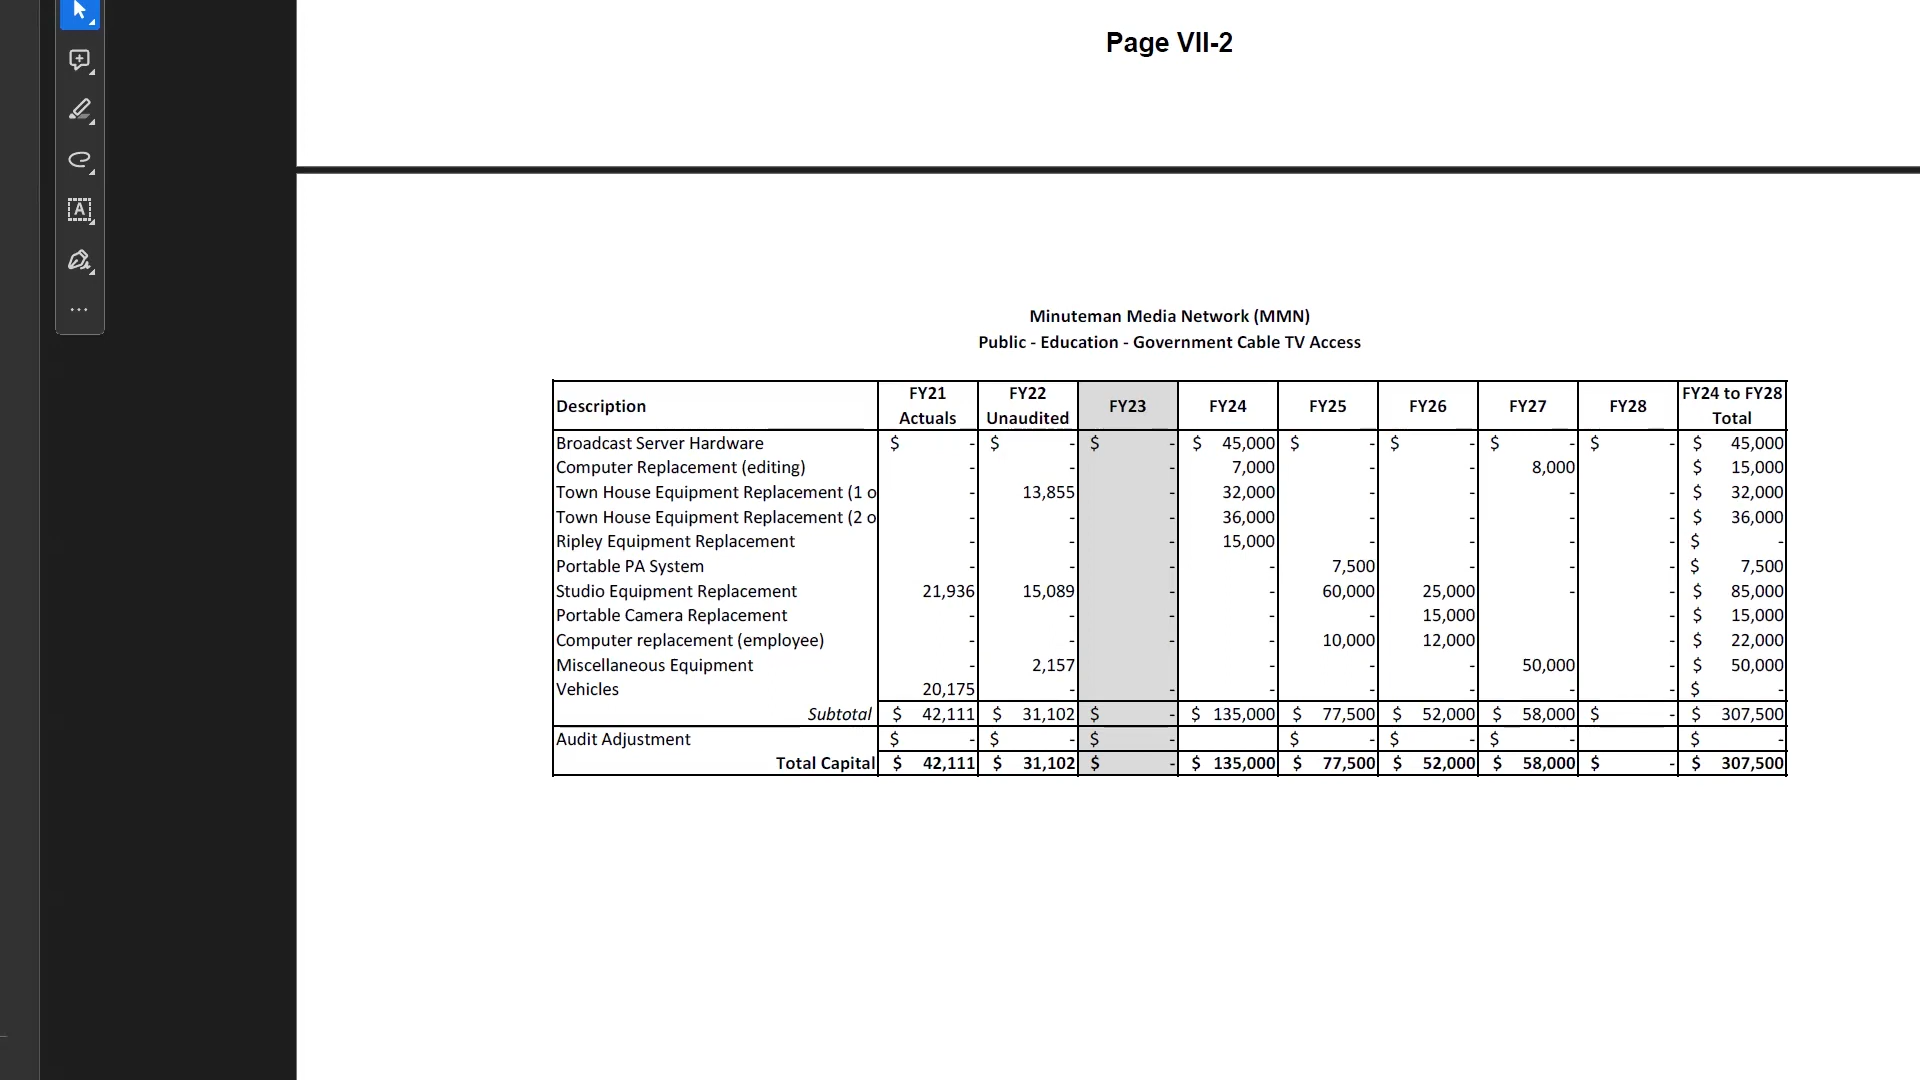 Page VII-2
Minuteman Media Network (MMN)
Public - Education - Government Cable TV Access
Description FY21 Actuals FY22 Unaudited FY23 FY24 FY25 FY26 FY27 FY28 FY24 to FY28 Total
Broadcast Server Hardware $ - $ - $ - $ 45,000 $ - $ - $ - $ - $ 45,000
Computer Replacement (editing) - - - 7,000 - - 8,000 $ 15,000
Town House Equipment Replacement (1 o - 13,855 - 32,000 - - - - $ 32,000
Town House Equipment Replacement (2 o - - - 36,000 - - - - $ 36,000
Ripley Equipment Replacement - - - 15,000 - - - - $ -
Portable PA System - - - - 7,500 - - - $ 7,500
Studio Equipment Replacement 21,936 15,089 - - 60,000 25,000 - - $ 85,000
Portable Camera Replacement - - - - - 15,000 - $ 15,000
Computer replacement (employee) - - - - 10,000 12,000 - $ 22,000
Miscellaneous Equipment - 2,157 - - - 50,000 - $ 50,000
Vehicles 20,175 - - - - - - - $ -
Subtotal $ 42,111 $ 31,102 $ - $ 135,000 $ 77,500 $ 52,000 $ 58,000 $ - $ 307,500
Audit Adjustment $ - $ - $ - $ - $ - $ - $ -
Total Capital $ 42,111 $ 31,102 $ - $ 135,000 $ 77,500 $ 52,000 $ 58,000 $ - $ 307,500